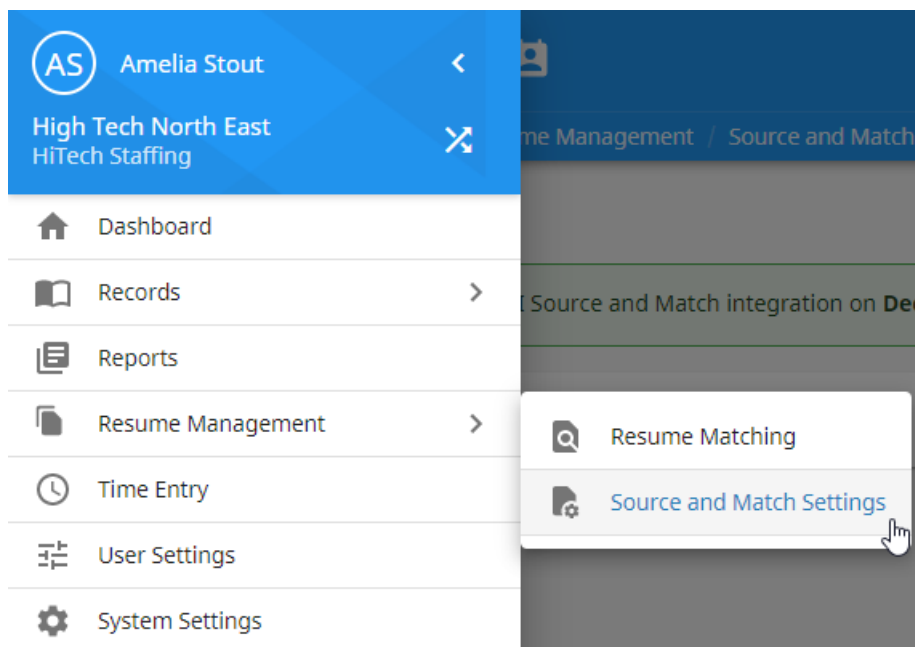 AS
Amelia Stout
High Tech North East
HiTech Staffing
me Management / Source and Match
Dashboard
Records
Source and Match integration on De
Reports
Resume Management
Resume Matching
Time Entry
Source and Match Settings
User Settings
System Settings